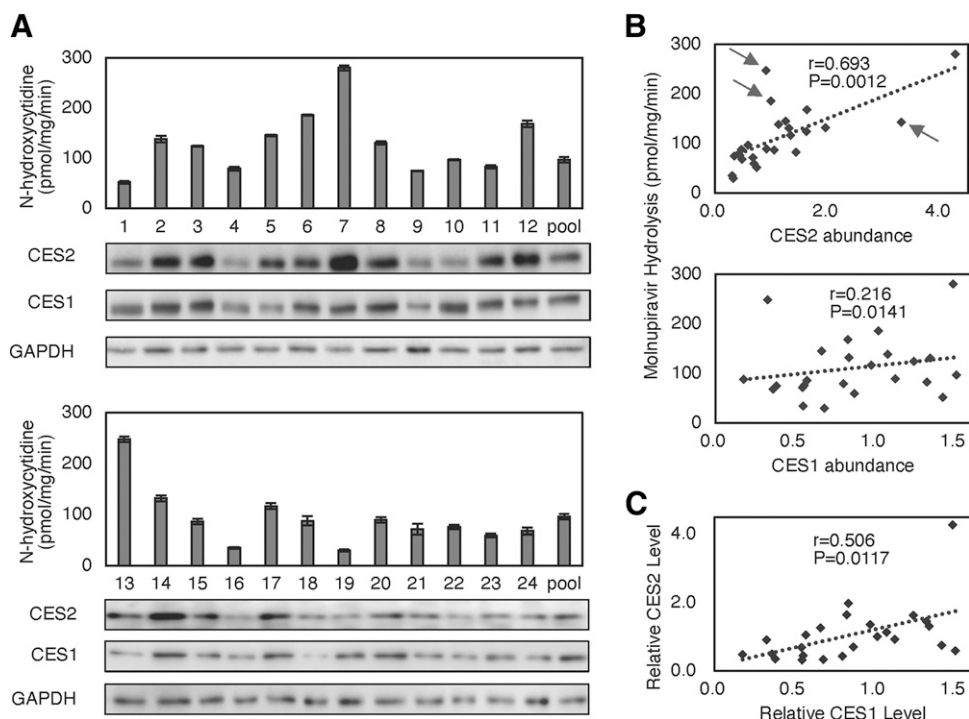 A
N-hydroxycytidine
(pmol/mg/min)
300
200
100
0
1 2 3 4 5 6 7 8 9 10 11 12 pool
CES2
CES1
GAPDH
N-hydroxycytidine
(pmol/mg/min)
300
200
100
0
13 14 15 16 17 18 19 20 21 22 23 24 pool
CES2
CES1
GAPDH
B
Molnupiravir Hydrolysis (pmol/mg/min)
300
200
100
0
r=0.693
P=0.0012
0.0 2.0 4.0
CES2 abundance
300
200
100
0
r=0.216
P=0.0141
0.0 0.5 1.0 1.5
CES1 abundance
C
Relative CES2 Level
4.0
2.0
0.0
r=0.506
P=0.0117
0.0 0.5 1.0 1.5
Relative CES1 Level